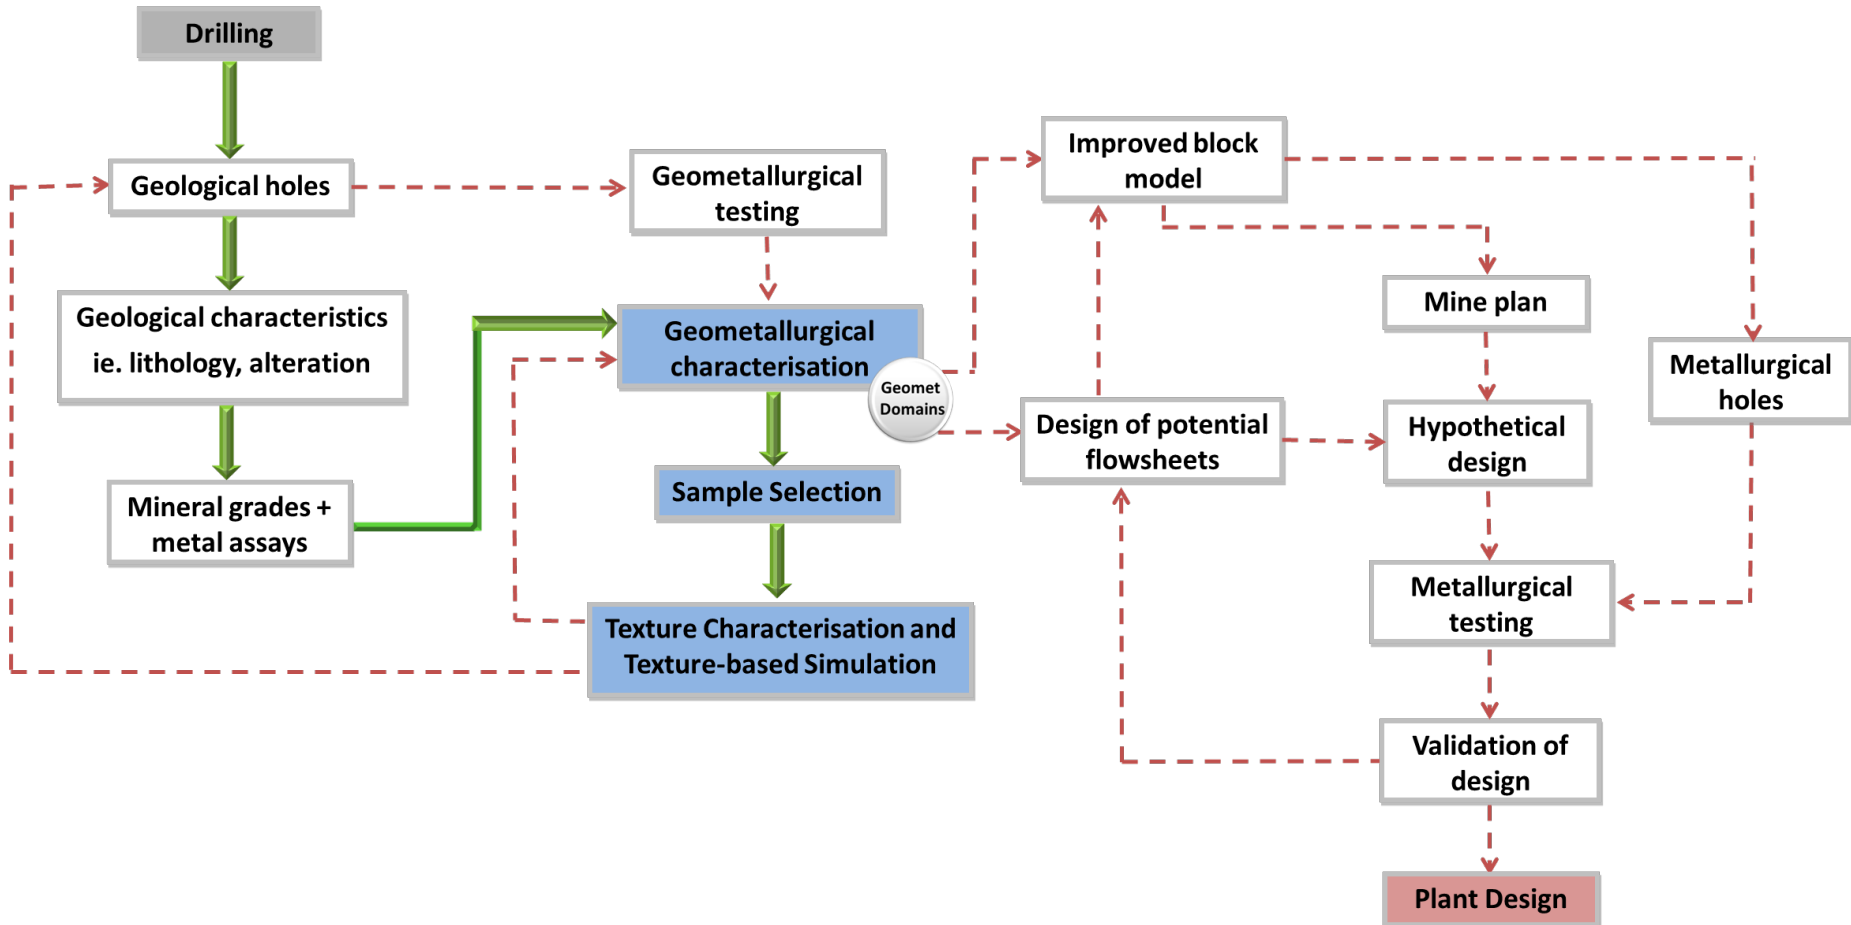 Drilling
Geological holes
Geological characteristics
ie. lithology, alteration
Mineral grades +
metal assays
Geometallurgical
testing
Geometallurgical
characterisation
Geomet
Domains
Sample Selection
Texture Characterisation and
Texture-based Simulation
Improved block
model
Design of potential
flowsheets
Mine plan
Hypothetical
design
Metallurgical
holes
Metallurgical
testing
Validation of
design
Plant Design